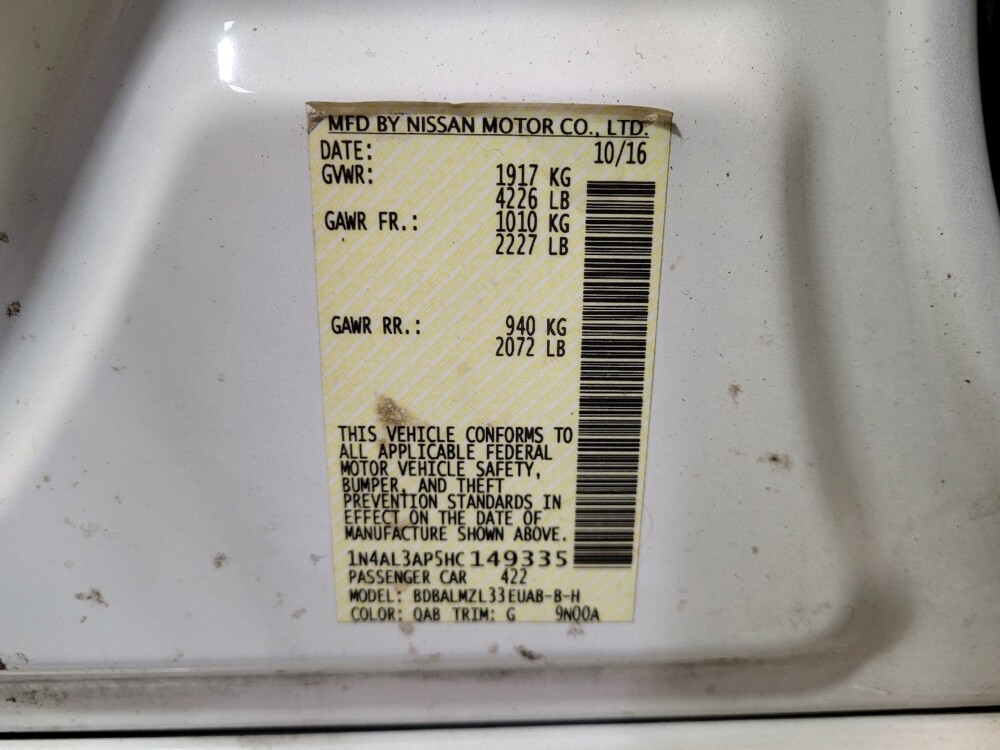 MFD BY NISSAN MOTOR CO., LTD.
DATE: 10/16
GVWR: 1917 KG
4226 LB
GAWR FR.: 1010 KG
2227 LB
GAWR RR.: 940 KG
2072 LB
THIS VEHICLE CONFORMS TO
ALL APPLICABLE FEDERAL
MOTOR VEHICLE SAFETY,
BUMPER, AND THEFT
PREVENTION STANDARDS IN
EFFECT ON THE DATE OF
MANUFACTURE SHOWN ABOVE.
1N4AL3AP5HC149335
PASSENGER CAR 422
MODEL: BDBALMZL33EUAB-B-H
COLOR: QAB TRIM: G 9N00A